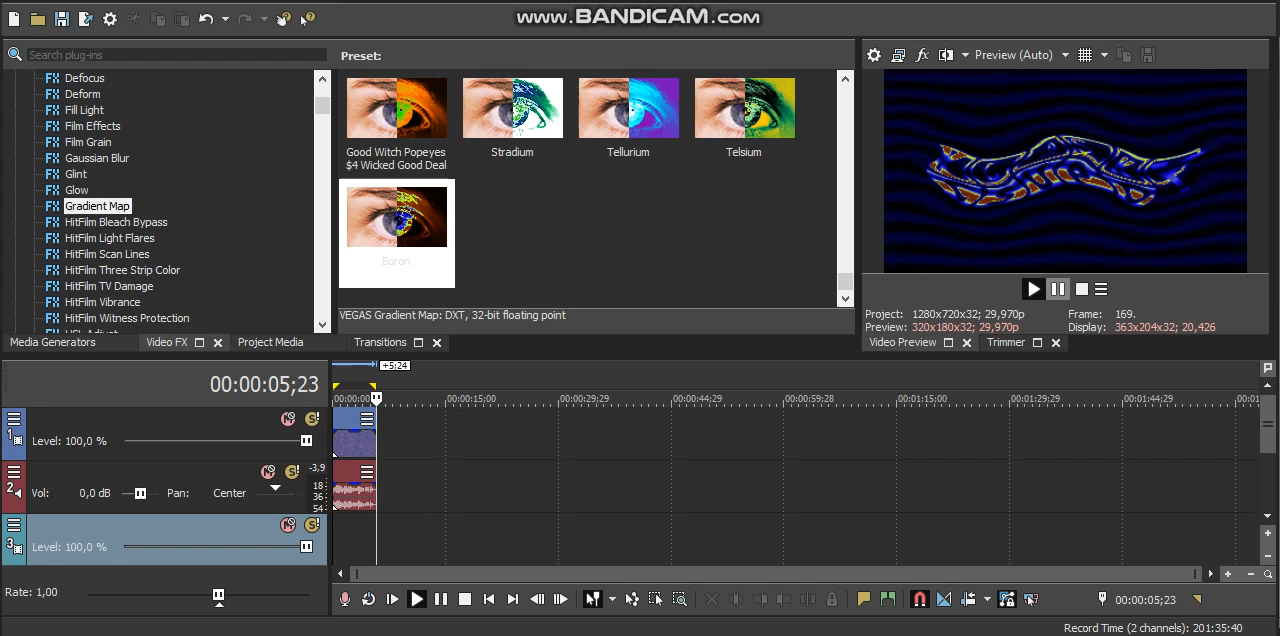 www.BANDICAM.com
Search plug-ins
Preset:
Preview (Auto)
Defocus
Deform
Fill Light
Film Effects
Film Grain
Gaussian Blur
Glint
Glow
Gradient Map
HitFilm Bleach Bypass
HitFilm Light Flares
HitFilm Scan Lines
HitFilm Three Strip Color
HitFilm TV Damage
HitFilm Vibrance
HitFilm Witness Protection
Good Witch Popeyes
$4 Wicked Good Deal
Stradium
Tellurium
Telsium
Boron
VEGAS Gradient Map: DXT, 32-bit floating point
Project: 1280x720x32; 29,970p
Frame: 169.
Preview: 320x180x32; 29,970p
Display: 363x204x32; 20,426
Media Generators
Video FX
Project Media
Transitions
Video Preview
Trimmer
+5;24
00:00:05;23
00:00:00
00:00:15;00
00:00:29;29
00:00:44;29
00:00:59;28
00:01:15;00
00:01:29;29
00:01:44;29
00:01
1
M
S
Level: 100,0 %
2
M
S
-3,9
Vol: 0,0 dB
Pan: Center
18
36
54
3
M
S
Level: 100,0 %
Rate: 1,00
00:00:05;23
Record Time (2 channels): 201:35:40